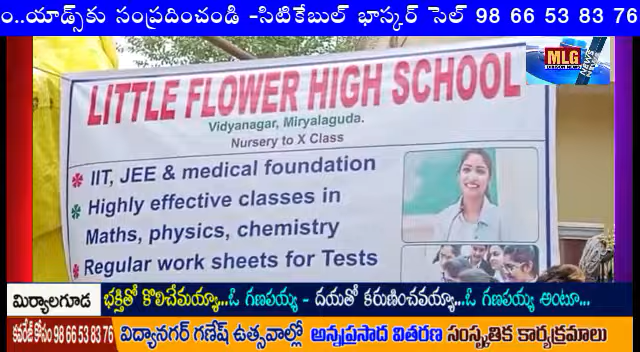 ం..యాడ్స్‌కు సంప్రదించండి -సిటికేబుల్ భాస్కర్ సెల్ 98 66 53 83 76
MLG
NEWS
LITTLE FLOWER HIGH SCHOOL
Vidyanagar, Miryalaguda.
Nursery to X Class
IIT, JEE & medical foundation
Highly effective classes in
Maths, physics, chemistry
Regular work sheets for Tests
మిర్యాలగూడ
భక్తితో కొలిచేమయ్యా...ఓ గణపయ్య - దయతో కరుణించవయ్యా...ఓ గణపయ్య అంటూ...
98 66 53 83 76
విద్యానగర్ గణేష్ ఉత్సవాల్లో అన్నప్రసాద వితరణ సంస్కృతిక కార్యక్రమాలు